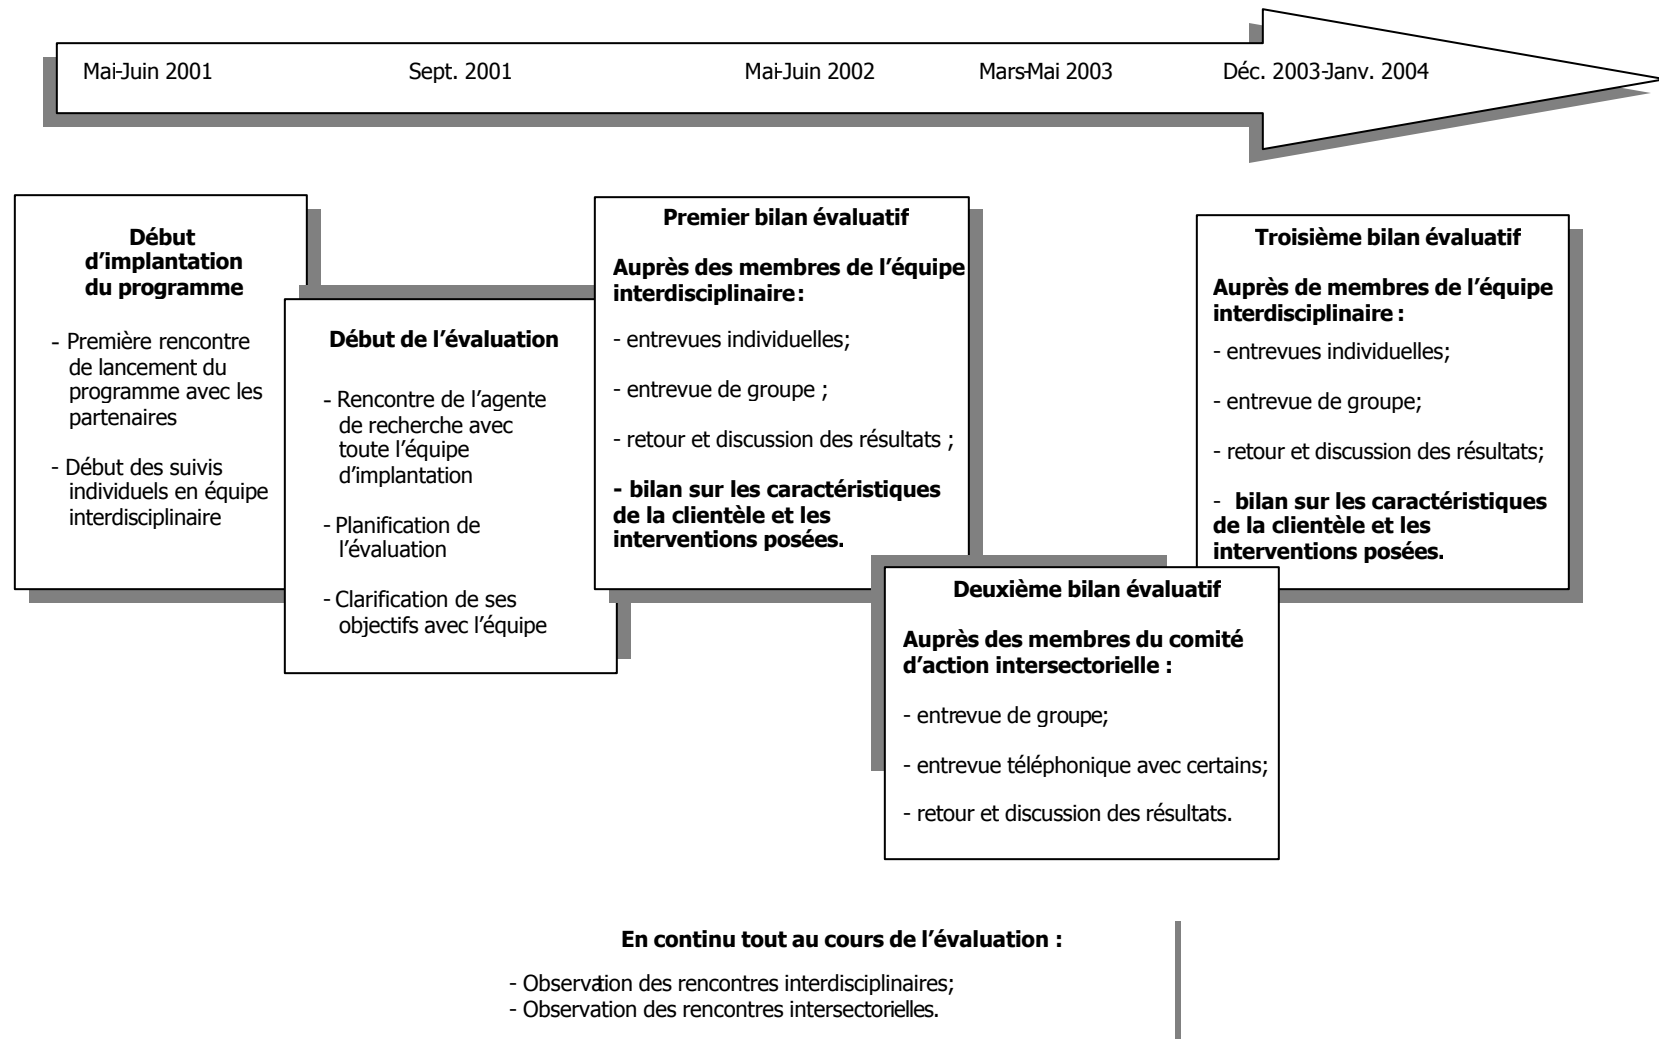 Mai-Juin 2001 Sept. 2001 Mai-Juin 2002 Mars-Mai 2003 Déc. 2003-Janv. 2004
Début
d’implantation
du programme
- Première rencontre
de lancement du
programme avec les
partenaires
- Début des suivis
individuels en équipe
interdisciplinaire
Début de l’évaluation
- Rencontre de l’agente
de recherche avec
toute l’équipe
d’implantation
- Planification de
l’évaluation
- Clarification de ses
objectifs avec l’équipe
Premier bilan évaluatif
Auprès des membres de l’équipe
interdisciplinaire :
- entrevues individuelles;
- entrevue de groupe ;
- retour et discussion des résultats ;
- bilan sur les caractéristiques
de la clientèle et les
interventions posées.
Deuxième bilan évaluatif
Auprès des membres du comité
d’action intersectorielle :
- entrevue de groupe;
- entrevue téléphonique avec certains;
- retour et discussion des résultats.
Troisième bilan évaluatif
Auprès de membres de l’équipe
interdisciplinaire :
- entrevues individuelles;
- entrevue de groupe;
- retour et discussion des résultats;
- bilan sur les caractéristiques
de la clientèle et les
interventions posées.
En continu tout au cours de l’évaluation :
- Observation des rencontres interdisciplinaires;
- Observation des rencontres intersectorielles.